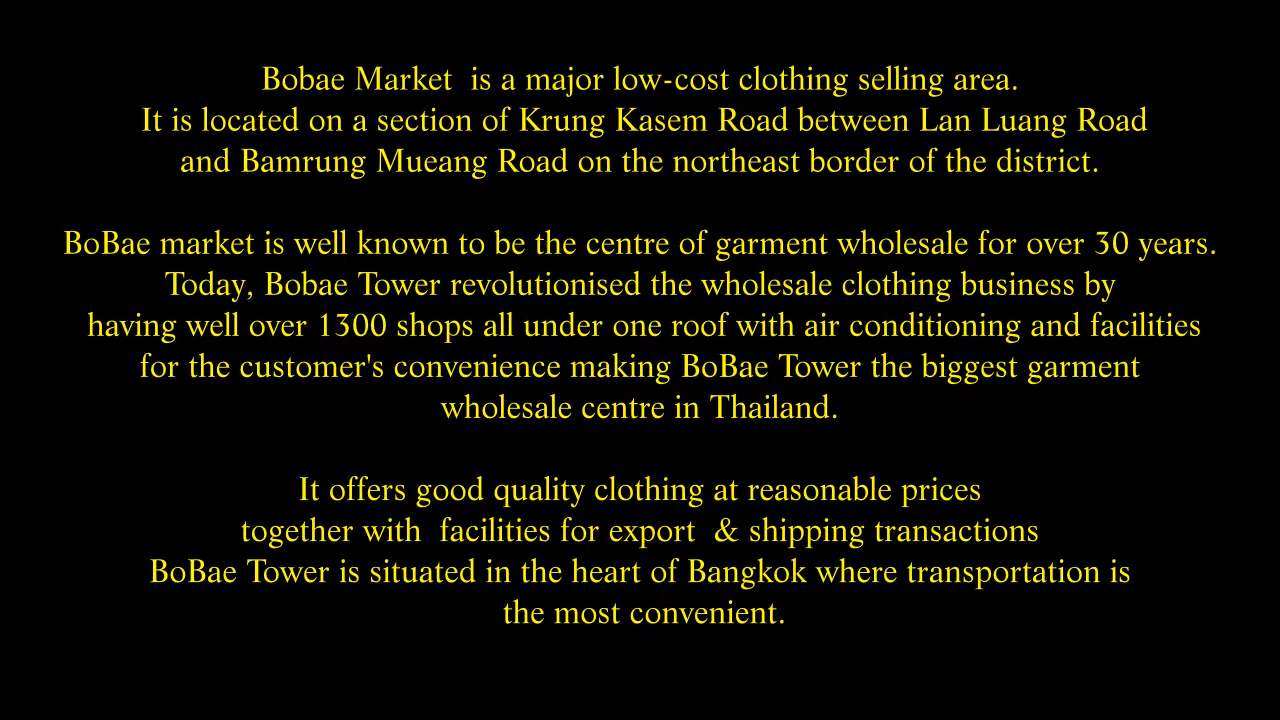 Bobae Market  is a major low-cost clothing selling area.
It is located on a section of Krung Kasem Road between Lan Luang Road
and Bamrung Mueang Road on the northeast border of the district.
BoBae market is well known to be the centre of garment wholesale for over 30 years.
Today, Bobae Tower revolutionised the wholesale clothing business by
having well over 1300 shops all under one roof with air conditioning and facilities
for the customer's convenience making BoBae Tower the biggest garment
wholesale centre in Thailand.
It offers good quality clothing at reasonable prices
together with  facilities for export  & shipping transactions
BoBae Tower is situated in the heart of Bangkok where transportation is
the most convenient.